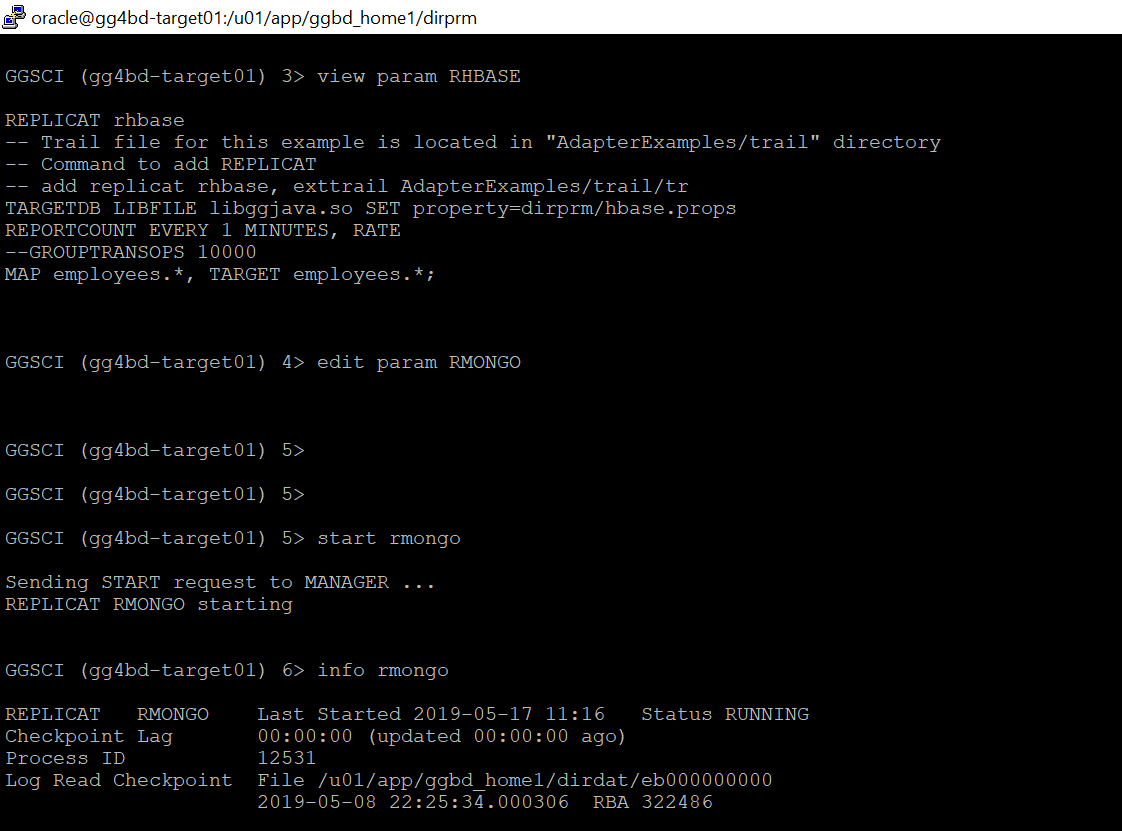 oracle@gg4bd-target01:/u01/app/ggbd_home1/dirprm
GGSCI (gg4bd-target01) 3> view param RHBASE
REPLICAT rhbase
-- Trail file for this example is located in "AdapterExamples/trail" directory
-- Command to add REPLICAT
-- add replicat rhbase, exttrail AdapterExamples/trail/tr
TARGETDB LIBFILE libggjava.so SET property=dirprm/hbase.props
REPORTCOUNT EVERY 1 MINUTES, RATE
--GROUPTRANSOPS 10000
MAP employees.*, TARGET employees.*;
GGSCI (gg4bd-target01) 4> edit param RMONGO
GGSCI (gg4bd-target01) 5>
GGSCI (gg4bd-target01) 5>
GGSCI (gg4bd-target01) 5> start rmongo
Sending START request to MANAGER ...
REPLICAT RMONGO starting
GGSCI (gg4bd-target01) 6> info rmongo
REPLICAT   RMONGO    Last Started 2019-05-17 11:16   Status RUNNING
Checkpoint Lag       00:00:00 (updated 00:00:00 ago)
Process ID           12531
Log Read Checkpoint  File /u01/app/ggbd_home1/dirdat/eb000000000
                     2019-05-08 22:25:34.000306  RBA 322486